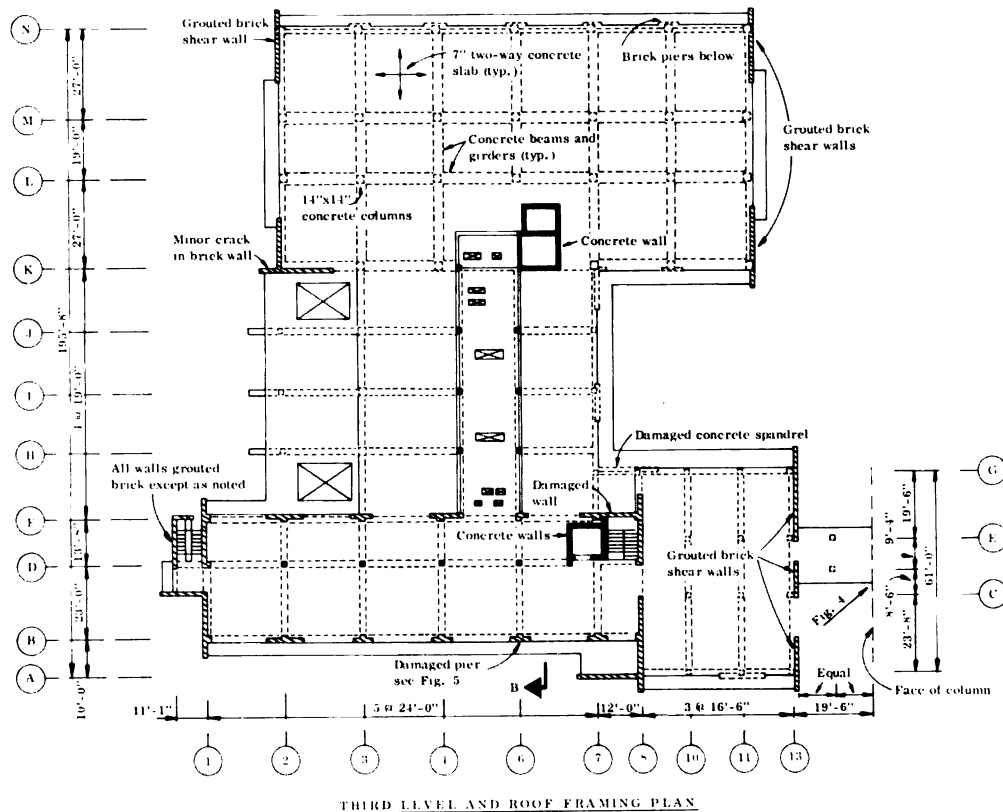 N
Grouted brick
shear wall
7" two-way concrete
slab (typ.)
Brick piers below
27'-0"
M
19'-0"
Concrete beams and
girders (typ.)
Grouted brick
shear walls
L
14"x14"
concrete columns
27'-0"
Minor crack
in brick wall
Concrete wall
K
195'-8"
J
I
4 @ 19'-0"
H
Damaged concrete spandrel
G
All walls grouted
brick except as noted
Damaged
wall
19'-6"
F
Concrete walls
9'-4"
E
13'-8"
Grouted brick
shear walls
61'-0"
D
8'-6"
C
23'-0"
Fig. 4
23'-8"
B
Damaged pier
see Fig. 5
B
A
10'-0"
Equal
Face of column
11'-1"
5 @ 24'-0"
12'-0"
3 @ 16'-6"
19'-6"
1
2
3
4
6
7
8
10
11
13
THIRD LEVEL AND ROOF FRAMING PLAN